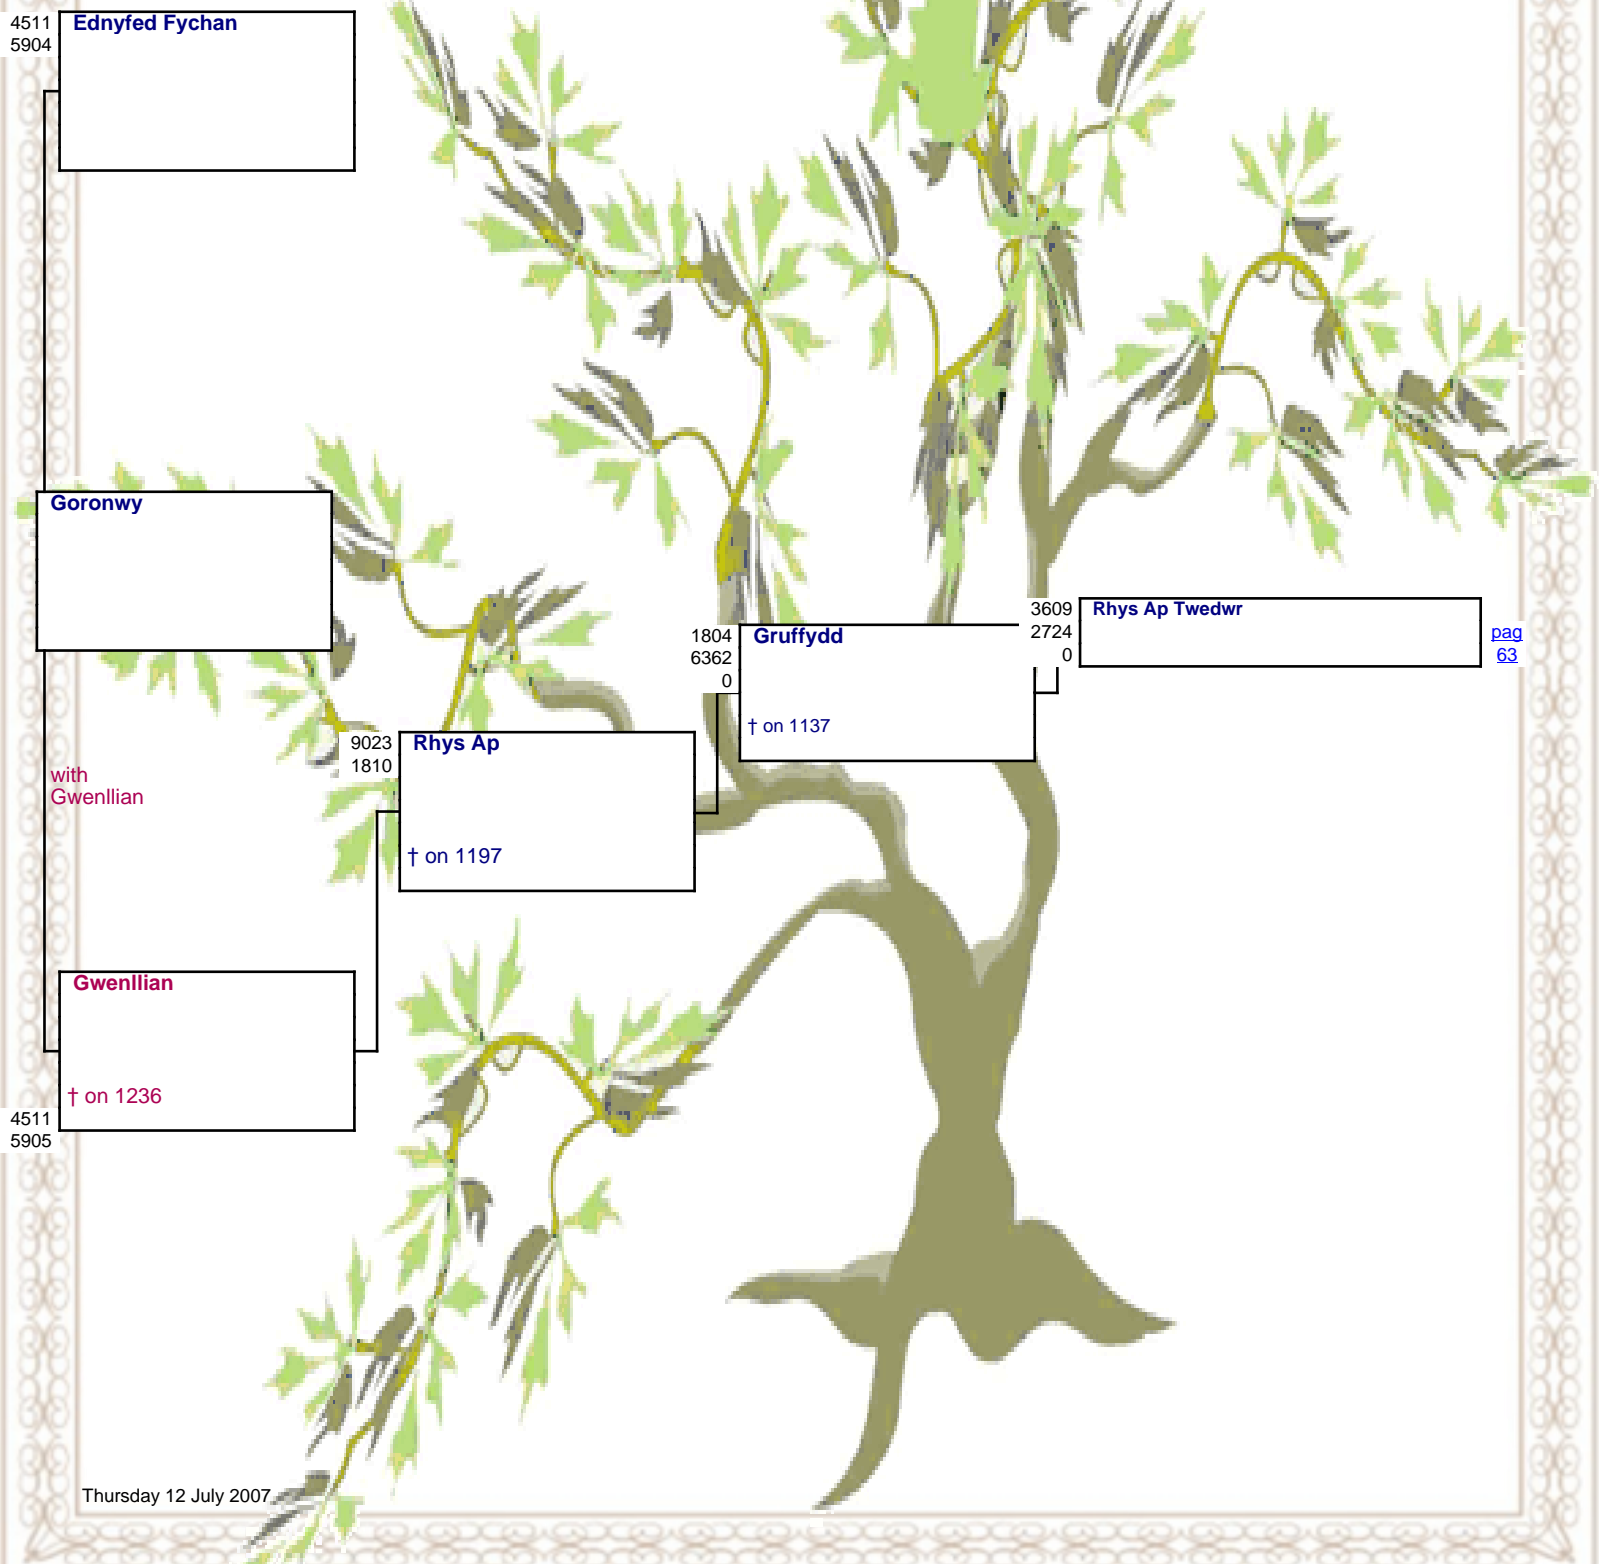 4511
5904
Ednyfed Fychan
Goronwy
3609
2724
0
Rhys Ap Twedwr
pag
63
1804
6362
0
Gruffydd
† on 1137
9023
1810
Rhys Ap
† on 1197
with
Gwenllian
Gwenllian
† on 1236
4511
5905
Thursday 12 July 2007